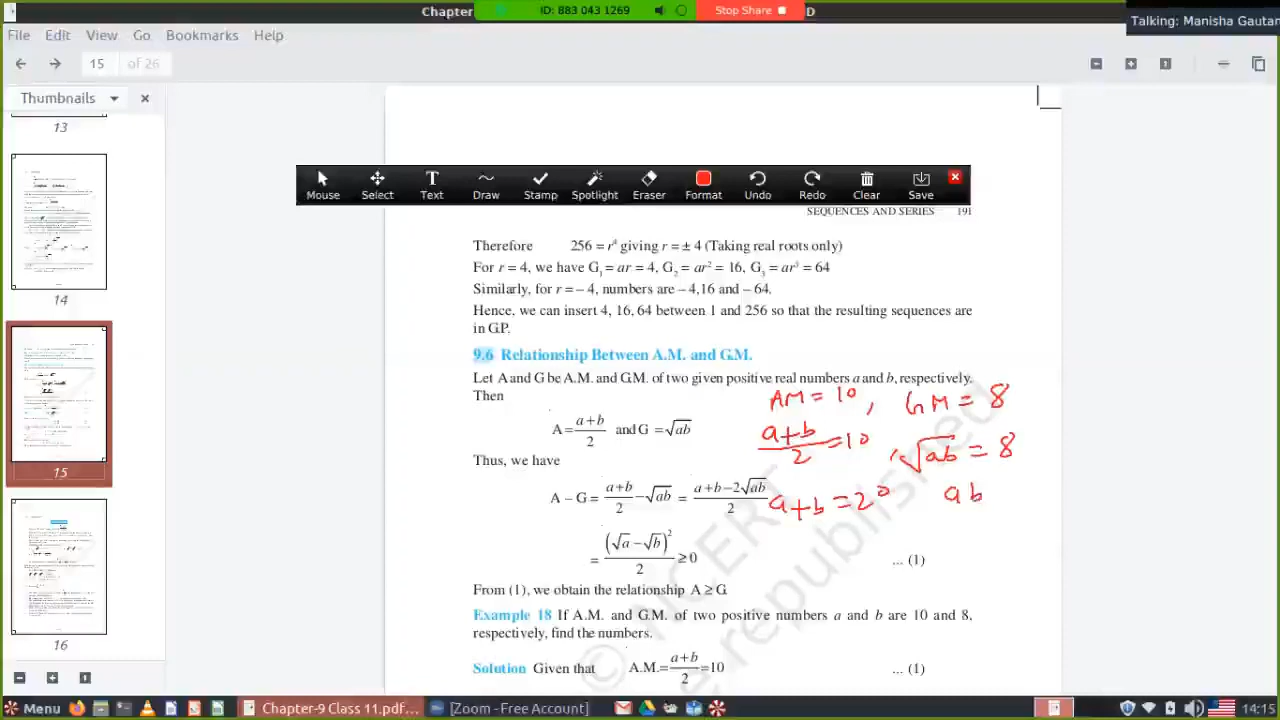 Chapter
ID: 883 043 1269
Stop Share
D
Talking: Manisha Gautan
File Edit View Go Bookmarks Help
15 of 26
Thumbnails
13
14
15
16
Mouse Select Text Draw Stamp Spotlight Eraser Format Undo Redo Clear Save
SEQUENCES AND SERIES 191
Therefore 256 = r⁴ giving r = ± 4 (Taking real roots only)
For r = 4, we have G₁ = ar = 4, G₂ = ar² = 16, G₃ = ar³ = 64
Similarly, for r = – 4, numbers are – 4,16 and – 64.
Hence, we can insert 4, 16, 64 between 1 and 256 so that the resulting sequences are
in G.P.
9.6 Relationship Between A.M. and G.M.
Let A and G be A.M. and G.M. of two given positive real numbers a and b, respectively.
Then
AM = 10, GM = 8
A = (a+b)/2 and G = √ab
(a+b)/2 = 10 √ab = 8
Thus, we have
A – G = (a+b)/2 – √ab = (a+b–2√ab)/2
a+b = 20 ab
= (√a – √b)²/2 ≥ 0 ... (1)
From (1), we obtain the relationship A ≥ G.
Example 18 If A.M. and G.M. of two positive numbers a and b are 10 and 8,
respectively, find the numbers.
Solution Given that A.M. = (a+b)/2 = 10 ... (1)
© NCERT
republished
Menu
Chapter-9 Class 11.pdf...
[Zoom - Free Account]
14:15